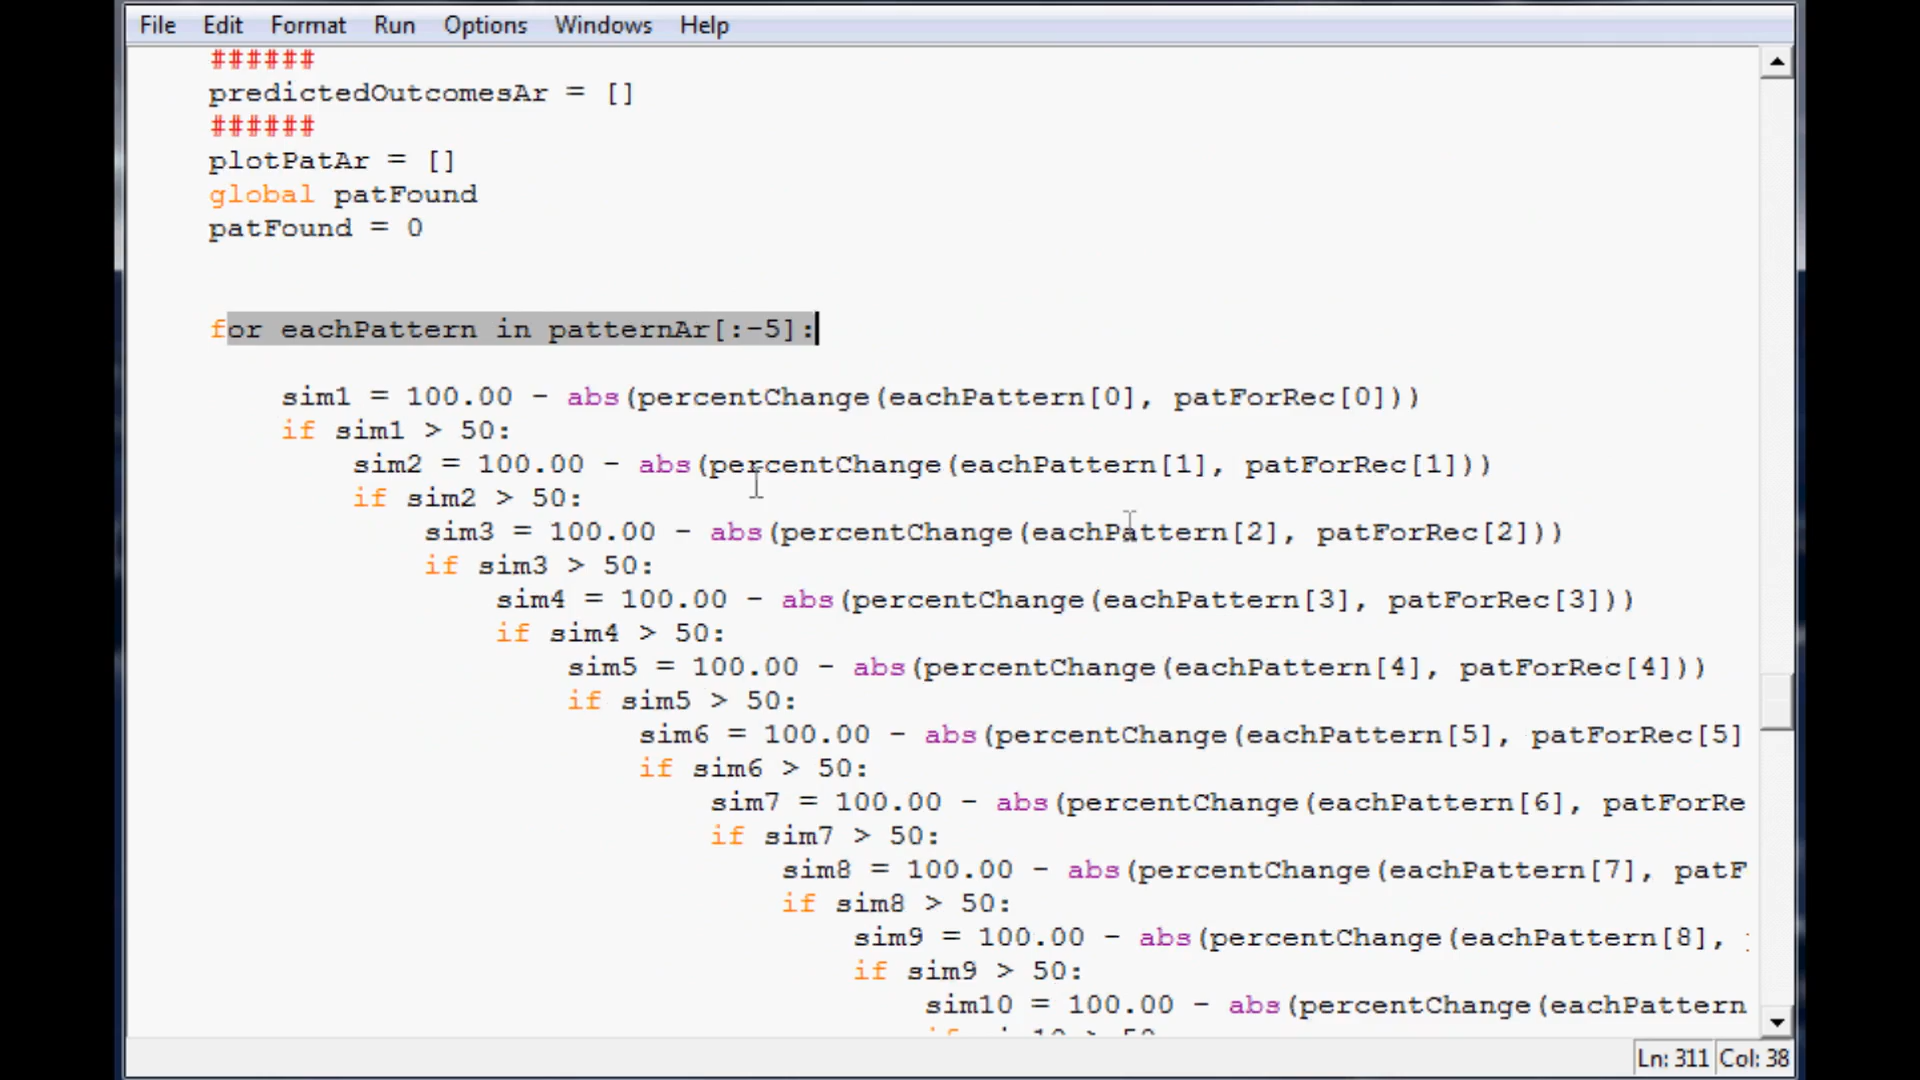 File Edit Format Run Options Windows Help
######
predictedOutcomesAr = []
######
plotPatAr = []
global patFound
patFound = 0
for eachPattern in patternAr[:-5]:
sim1 = 100.00 - abs(percentChange(eachPattern[0], patForRec[0]))
if sim1 > 50:
sim2 = 100.00 - abs(percentChange(eachPattern[1], patForRec[1]))
if sim2 > 50:
sim3 = 100.00 - abs(percentChange(eachPattern[2], patForRec[2]))
if sim3 > 50:
sim4 = 100.00 - abs(percentChange(eachPattern[3], patForRec[3]))
if sim4 > 50:
sim5 = 100.00 - abs(percentChange(eachPattern[4], patForRec[4]))
if sim5 > 50:
sim6 = 100.00 - abs(percentChange(eachPattern[5], patForRec[5]
if sim6 > 50:
sim7 = 100.00 - abs(percentChange(eachPattern[6], patForRe
if sim7 > 50:
sim8 = 100.00 - abs(percentChange(eachPattern[7], patF
if sim8 > 50:
sim9 = 100.00 - abs(percentChange(eachPattern[8],
if sim9 > 50:
sim10 = 100.00 - abs(percentChange(eachPattern
Ln: 311 Col: 38